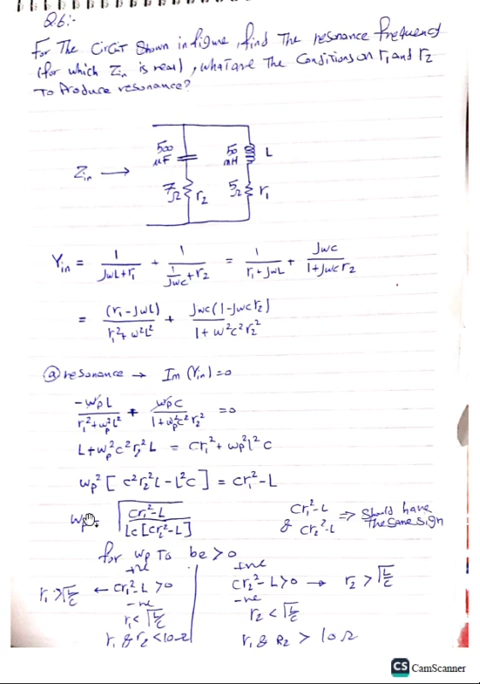 Q6:-
For The Circuit Shown in figure, find The resonance frequency
(for which Zin is real), what are The Conditions on r1 and r2
To Produce resonance?
500
μF
50
mH
L
Zin →
7
Ω
r2
5Ω
r1
Yin = 1/(jωL+r1) + 1/(1/(jωc)+r2) = 1/(r1+jωL) + jωc/(1+jωcr2)
= (r1-jωL)/(r1²+ω²L²) + jωc(1-jωcr2)/(1+ω²c²r2²)
@ resonance → Im (Yin) = 0
-ωpL/(r1²+ωp²L²) + ωpc/(1+ωp²c²r2²) = 0
L+ωp²c²r2²L = cr1²+ωp²L²c
ωp² [c²r2²L-L²c] = cr1²-L
ωp = √((cr1²-L)/(Lc[cr2²-L]))
cr1²-L
& cr2²-L
⇒ Should have
The same sign
for ωp To be > 0
+ve
r1 > √(L/c) ← cr1²-L > 0
-ve
r1 < √(L/c)
r1 & r2 < 10Ω
+ve
cr2²-L > 0 → r2 > √(L/c)
-ve
r2 < √(L/c)
r1 & R2 > 10Ω
CS CamScanner